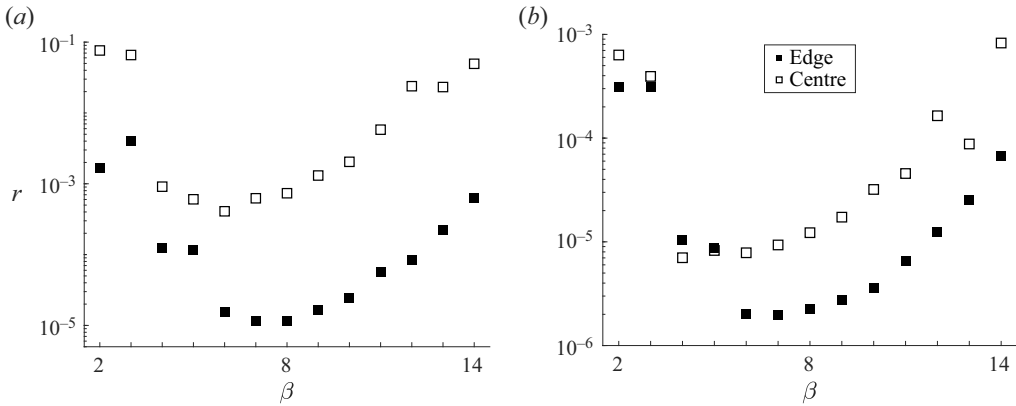 (a)
10⁻¹
10⁻³
10⁻⁵
r
2
8
14
β
(b)
10⁻³
10⁻⁴
10⁻⁵
10⁻⁶
Edge
Centre
2
8
14
β